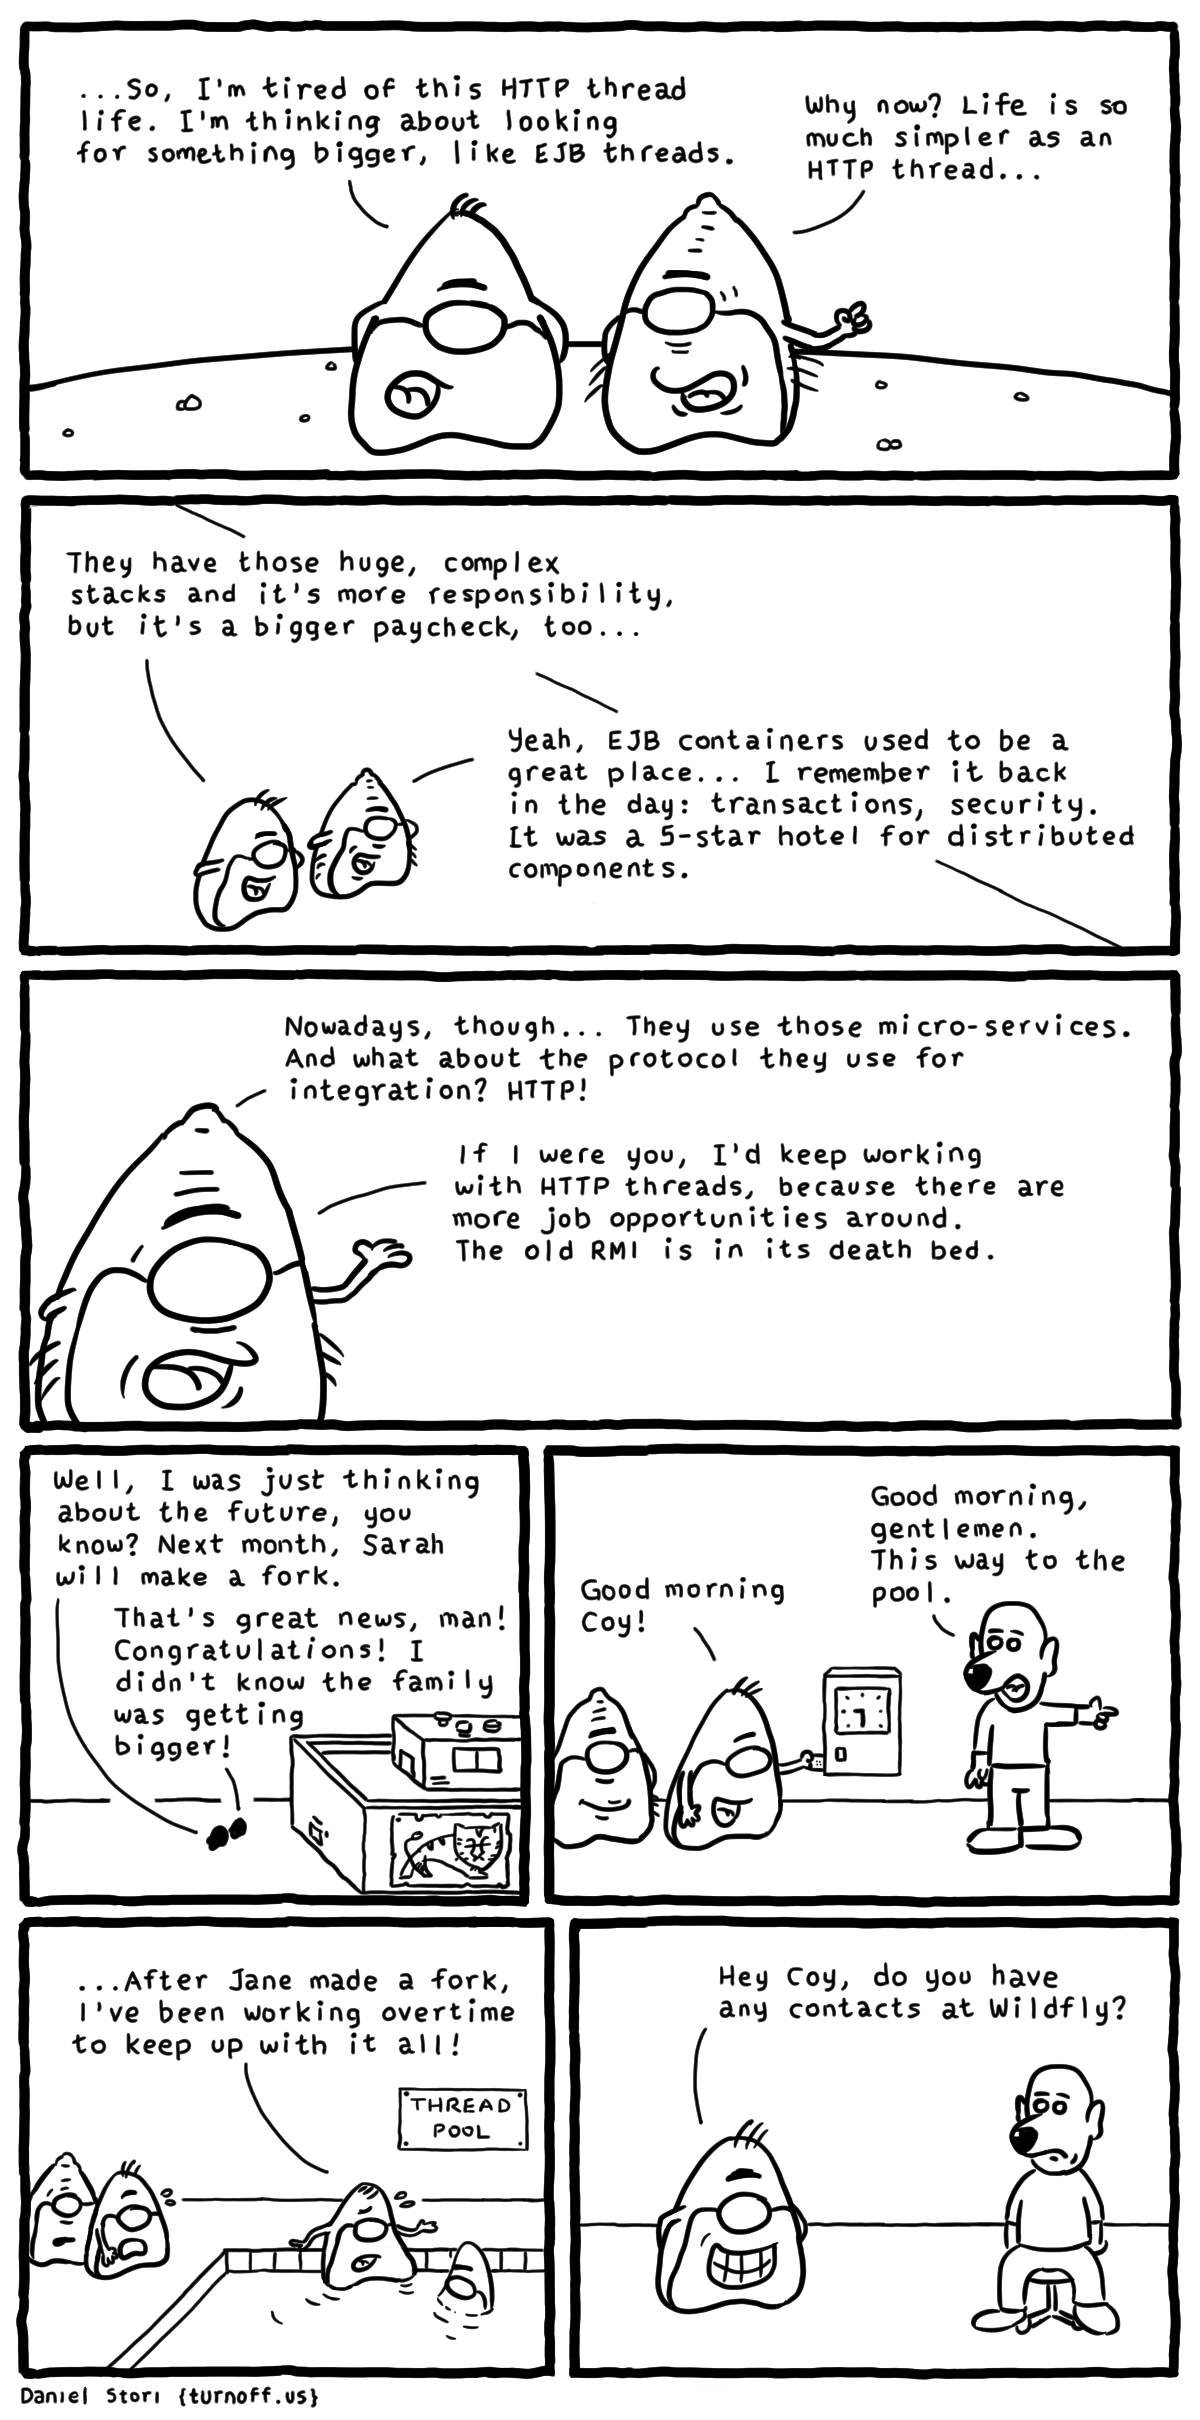 ...So, I'm tired of this HTTP thread
life. I'm thinking about looking
for something bigger, like EJB threads.
Why now? Life is so
much simpler as an
HTTP thread...
They have those huge, complex
stacks and it's more responsibility,
but it's a bigger paycheck, too...
Yeah, EJB containers used to be a
great place... I remember it back
in the day: transactions, security.
It was a 5-star hotel for distributed
components.
Nowadays, though... They use those micro-services.
And what about the protocol they use for
integration? HTTP!
If I were you, I'd keep working
with HTTP threads, because there are
more job opportunities around.
The old RMI is in its death bed.
Well, I was just thinking
about the future, you
know? Next month, Sarah
will make a fork.
That's great news, man!
Congratulations! I
didn't know the family
was getting
bigger!
Good morning
Coy!
Good morning,
gentlemen.
This way to the
pool.
...After Jane made a fork,
I've been working overtime
to keep up with it all!
THREAD
POOL
Hey Coy, do you have
any contacts at Wildfly?
Daniel Stori {turnoff.us}